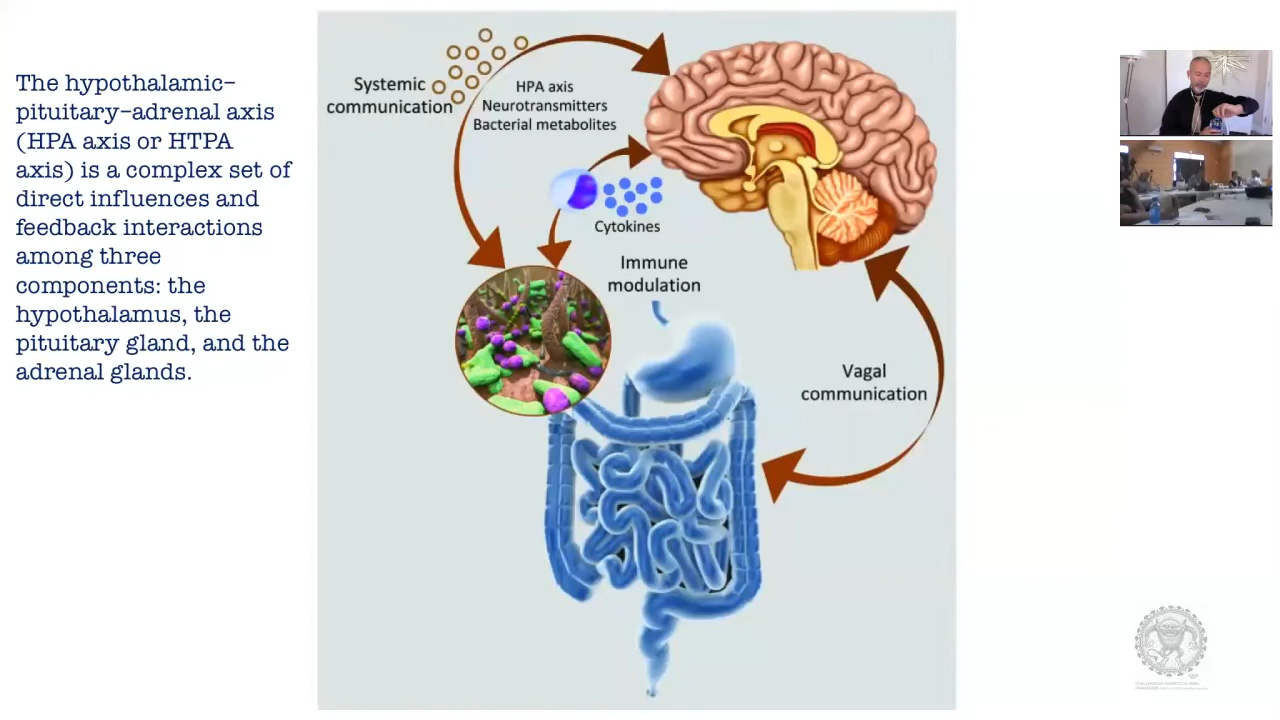 The hypothalamic-
pituitary-adrenal axis
(HPA axis or HTPA
axis) is a complex set of
direct influences and
feedback interactions
among three
components: the
hypothalamus, the
pituitary gland, and the
adrenal glands.
Systemic
communication
HPA axis
Neurotransmitters
Bacterial metabolites
Cytokines
Immune
modulation
Vagal
communication